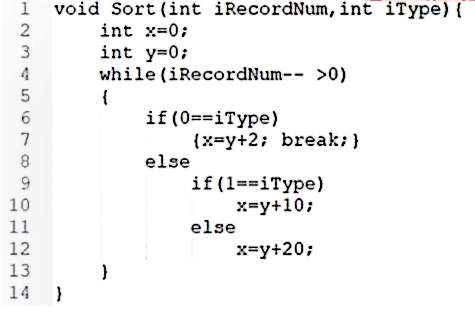 1 void Sort(int iRecordNum,int iType){
2 int x=0;
3 int y=0;
4 while(iRecordNum-- >0)
5 {
6 if(0==iType)
7 {x=y+2; break;}
8 else
9 if(1==iType)
10 x=y+10;
11 else
12 x=y+20;
13 }
14 }